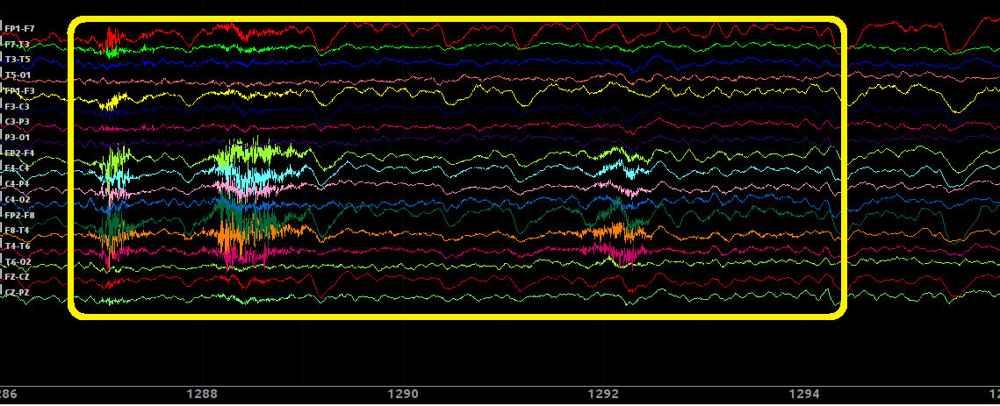 FP1-F7
F7-T3
T3-T5
T5-O1
FP1-F3
F3-C3
C3-P3
P3-O1
FP2-F4
F4-C4
C4-P4
C4-O2
FP2-F8
F8-T4
T4-T6
T6-O2
FZ-CZ
CZ-PZ
286 1288 1290 1292 1294 12